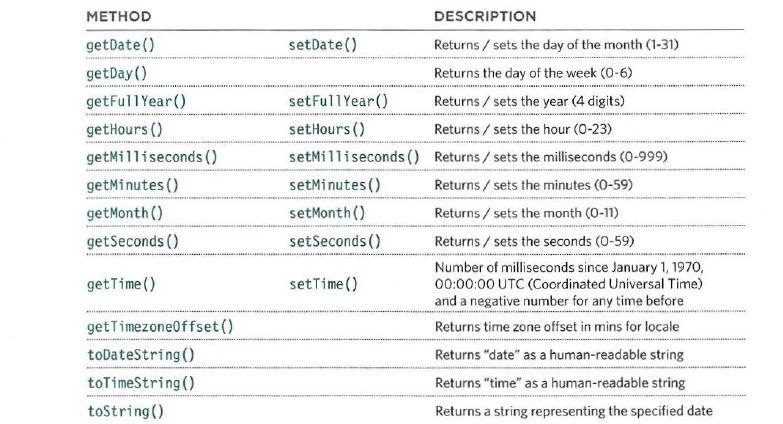 METHOD DESCRIPTION
getDate() setDate() Returns / sets the day of the month (1-31)
getDay() Returns the day of the week (0-6)
getFullYear() setFullYear() Returns / sets the year (4 digits)
getHours() setHours() Returns / sets the hour (0-23)
getMilliseconds() setMilliseconds() Returns / sets the milliseconds (0-999)
getMinutes() setMinutes() Returns / sets the minutes (0-59)
getMonth() setMonth() Returns / sets the month (0-11)
getSeconds() setSeconds() Returns / sets the seconds (0-59)
getTime() setTime() Number of milliseconds since January 1, 1970,
00:00:00 UTC (Coordinated Universal Time)
and a negative number for any time before
getTimezoneOffset() Returns time zone offset in mins for locale
toDateString() Returns "date" as a human-readable string
toTimeString() Returns "time" as a human-readable string
toString() Returns a string representing the specified date